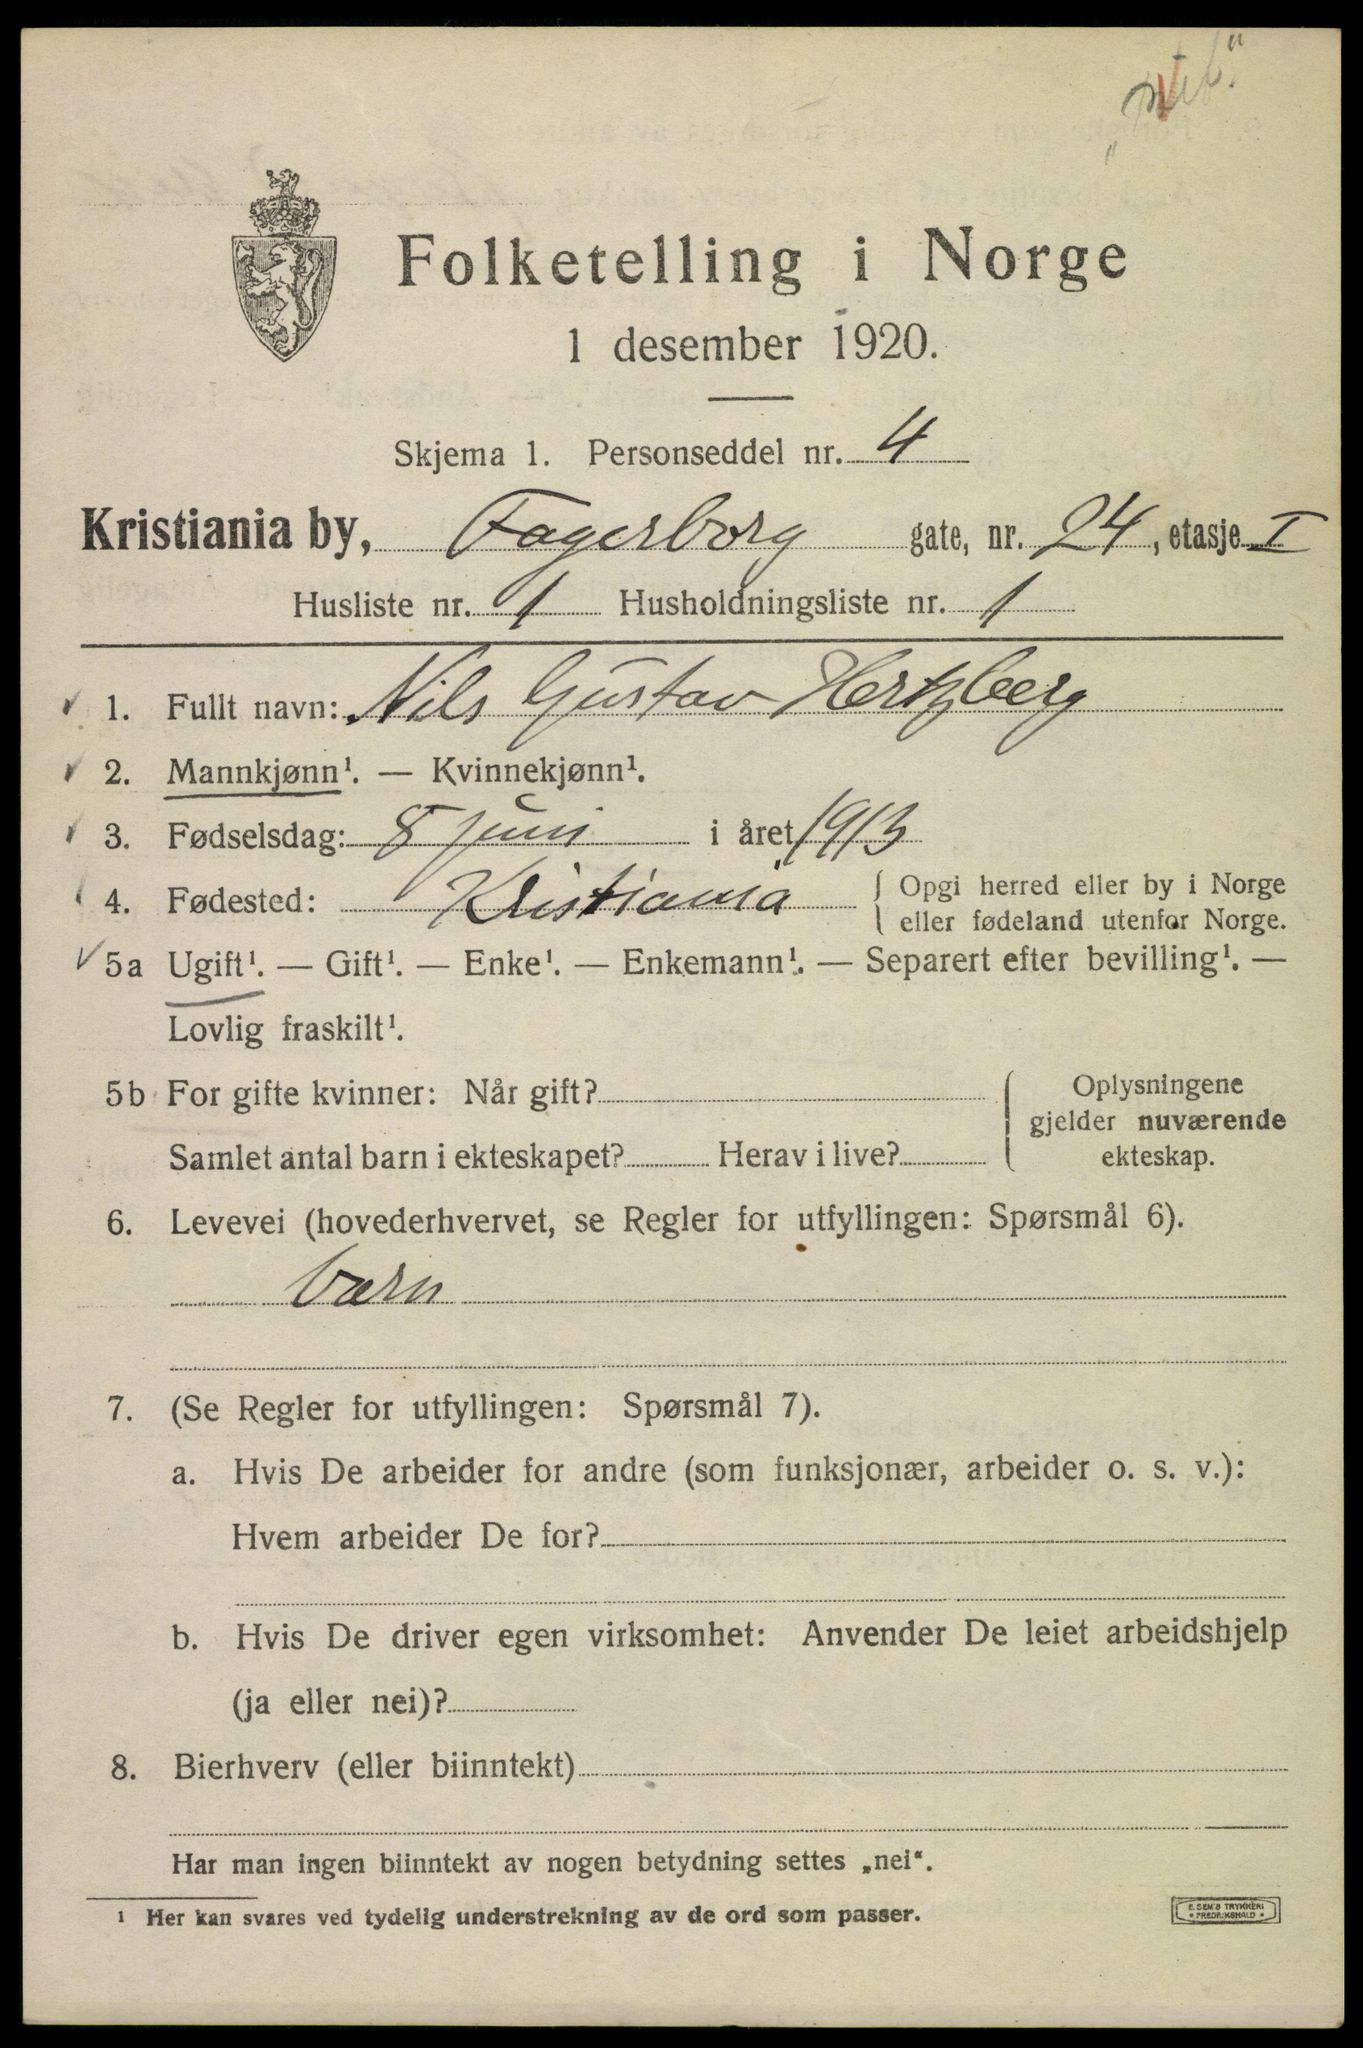 Folketelling i Norge
1 desember 1920.
Skjema 1. Personseddel nr. 4
Kristiania by, Fagerborg gate, nr. 24, etasje I
Husliste nr. 1 Husholdningsliste nr. 1
1. Fullt navn: Nils Gustav Hertzberg
2. Mannkjønn¹. — Kvinnekjønn¹.
3. Fødselsdag: 8 juni i året 1913
4. Fødested: Kristiania { Opgi herred eller by i Norge
eller fødeland utenfor Norge.
5a Ugift¹. — Gift¹. — Enke¹. — Enkemann¹. — Separert efter bevilling¹. —
Lovlig fraskilt¹.
5b For gifte kvinner: Når gift?
Samlet antal barn i ekteskapet? Herav i live?
Oplysningene
gjelder nuværende
ekteskap.
6. Levevei (hovederhvervet, se Regler for utfyllingen: Spørsmål 6).
barn
7. (Se Regler for utfyllingen: Spørsmål 7).
a. Hvis De arbeider for andre (som funksjonær, arbeider o. s. v.):
Hvem arbeider De for?
b. Hvis De driver egen virksomhet: Anvender De leiet arbeidshjelp
(ja eller nei)?
8. Bierhverv (eller biinntekt)
Har man ingen biinntekt av nogen betydning settes „nei“.
¹ Her kan svares ved tydelig understrekning av de ord som passer.
E. SEM'S TRYKKERI
* FREDRIKSHALD *